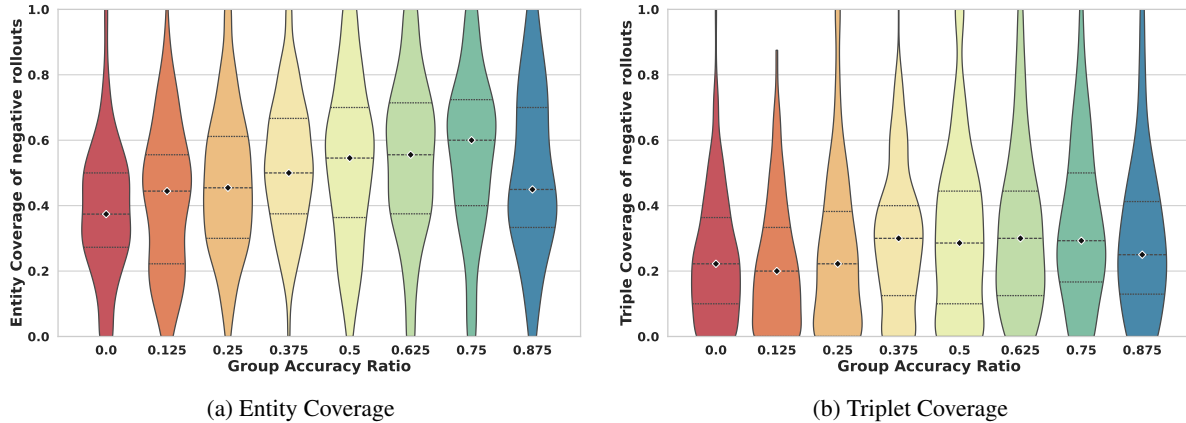 Entity Coverage of negative rollouts
1.0
0.8
0.6
0.4
0.2
0.0
0.0 0.125 0.25 0.375 0.5 0.625 0.75 0.875
Group Accuracy Ratio
(a) Entity Coverage
Triple Coverage of negative rollouts
1.0
0.8
0.6
0.4
0.2
0.0
0.0 0.125 0.25 0.375 0.5 0.625 0.75 0.875
Group Accuracy Ratio
(b) Triplet Coverage